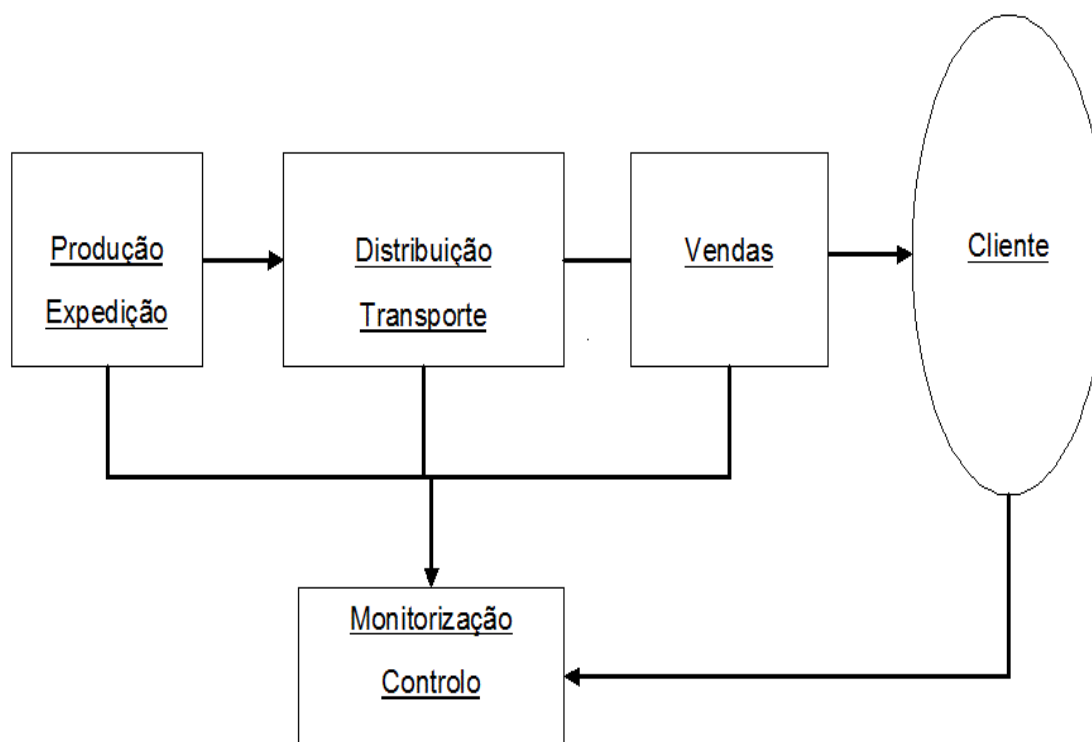 Produção
Expedição
Distribuição
Transporte
Vendas
Cliente
Monitorização
Controlo